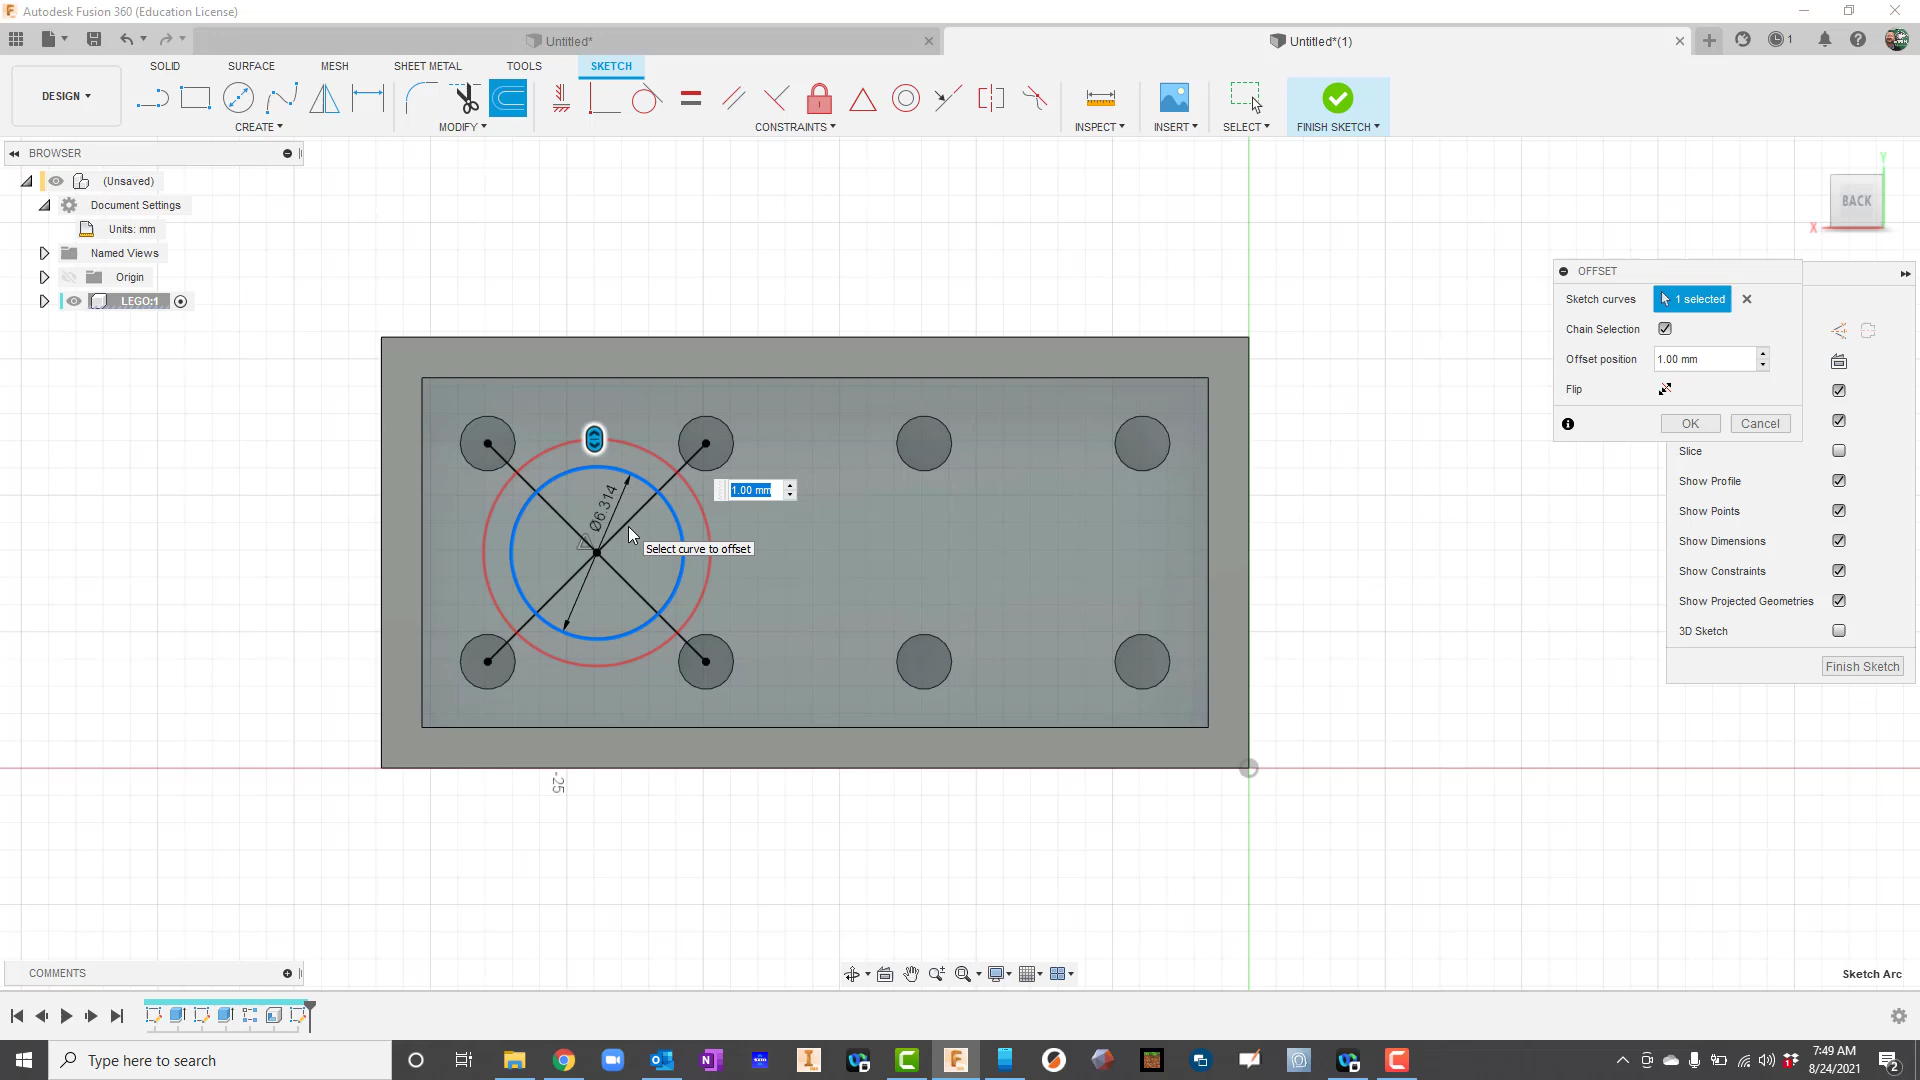 Autodesk Fusion 360 (Education License)
Untitled*
Untitled*(1)
1
DESIGN
SOLID
SURFACE
MESH
SHEET METAL
TOOLS
SKETCH
CREATE
MODIFY
CONSTRAINTS
INSPECT
INSERT
SELECT
FINISH SKETCH
BROWSER
(Unsaved)
Document Settings
Units: mm
Named Views
Origin
LEGO:1
Y
BACK
X
OFFSET
Sketch curves
1 selected
Chain Selection
Offset position
1.00 mm
Flip
OK
Cancel
Slice
Show Profile
Show Points
Show Dimensions
Show Constraints
Show Projected Geometries
3D Sketch
Finish Sketch
Ø6.314
1.00 mm
Select curve to offset
-25
COMMENTS
Sketch Arc
Type here to search
7:49 AM
8/24/2021
2